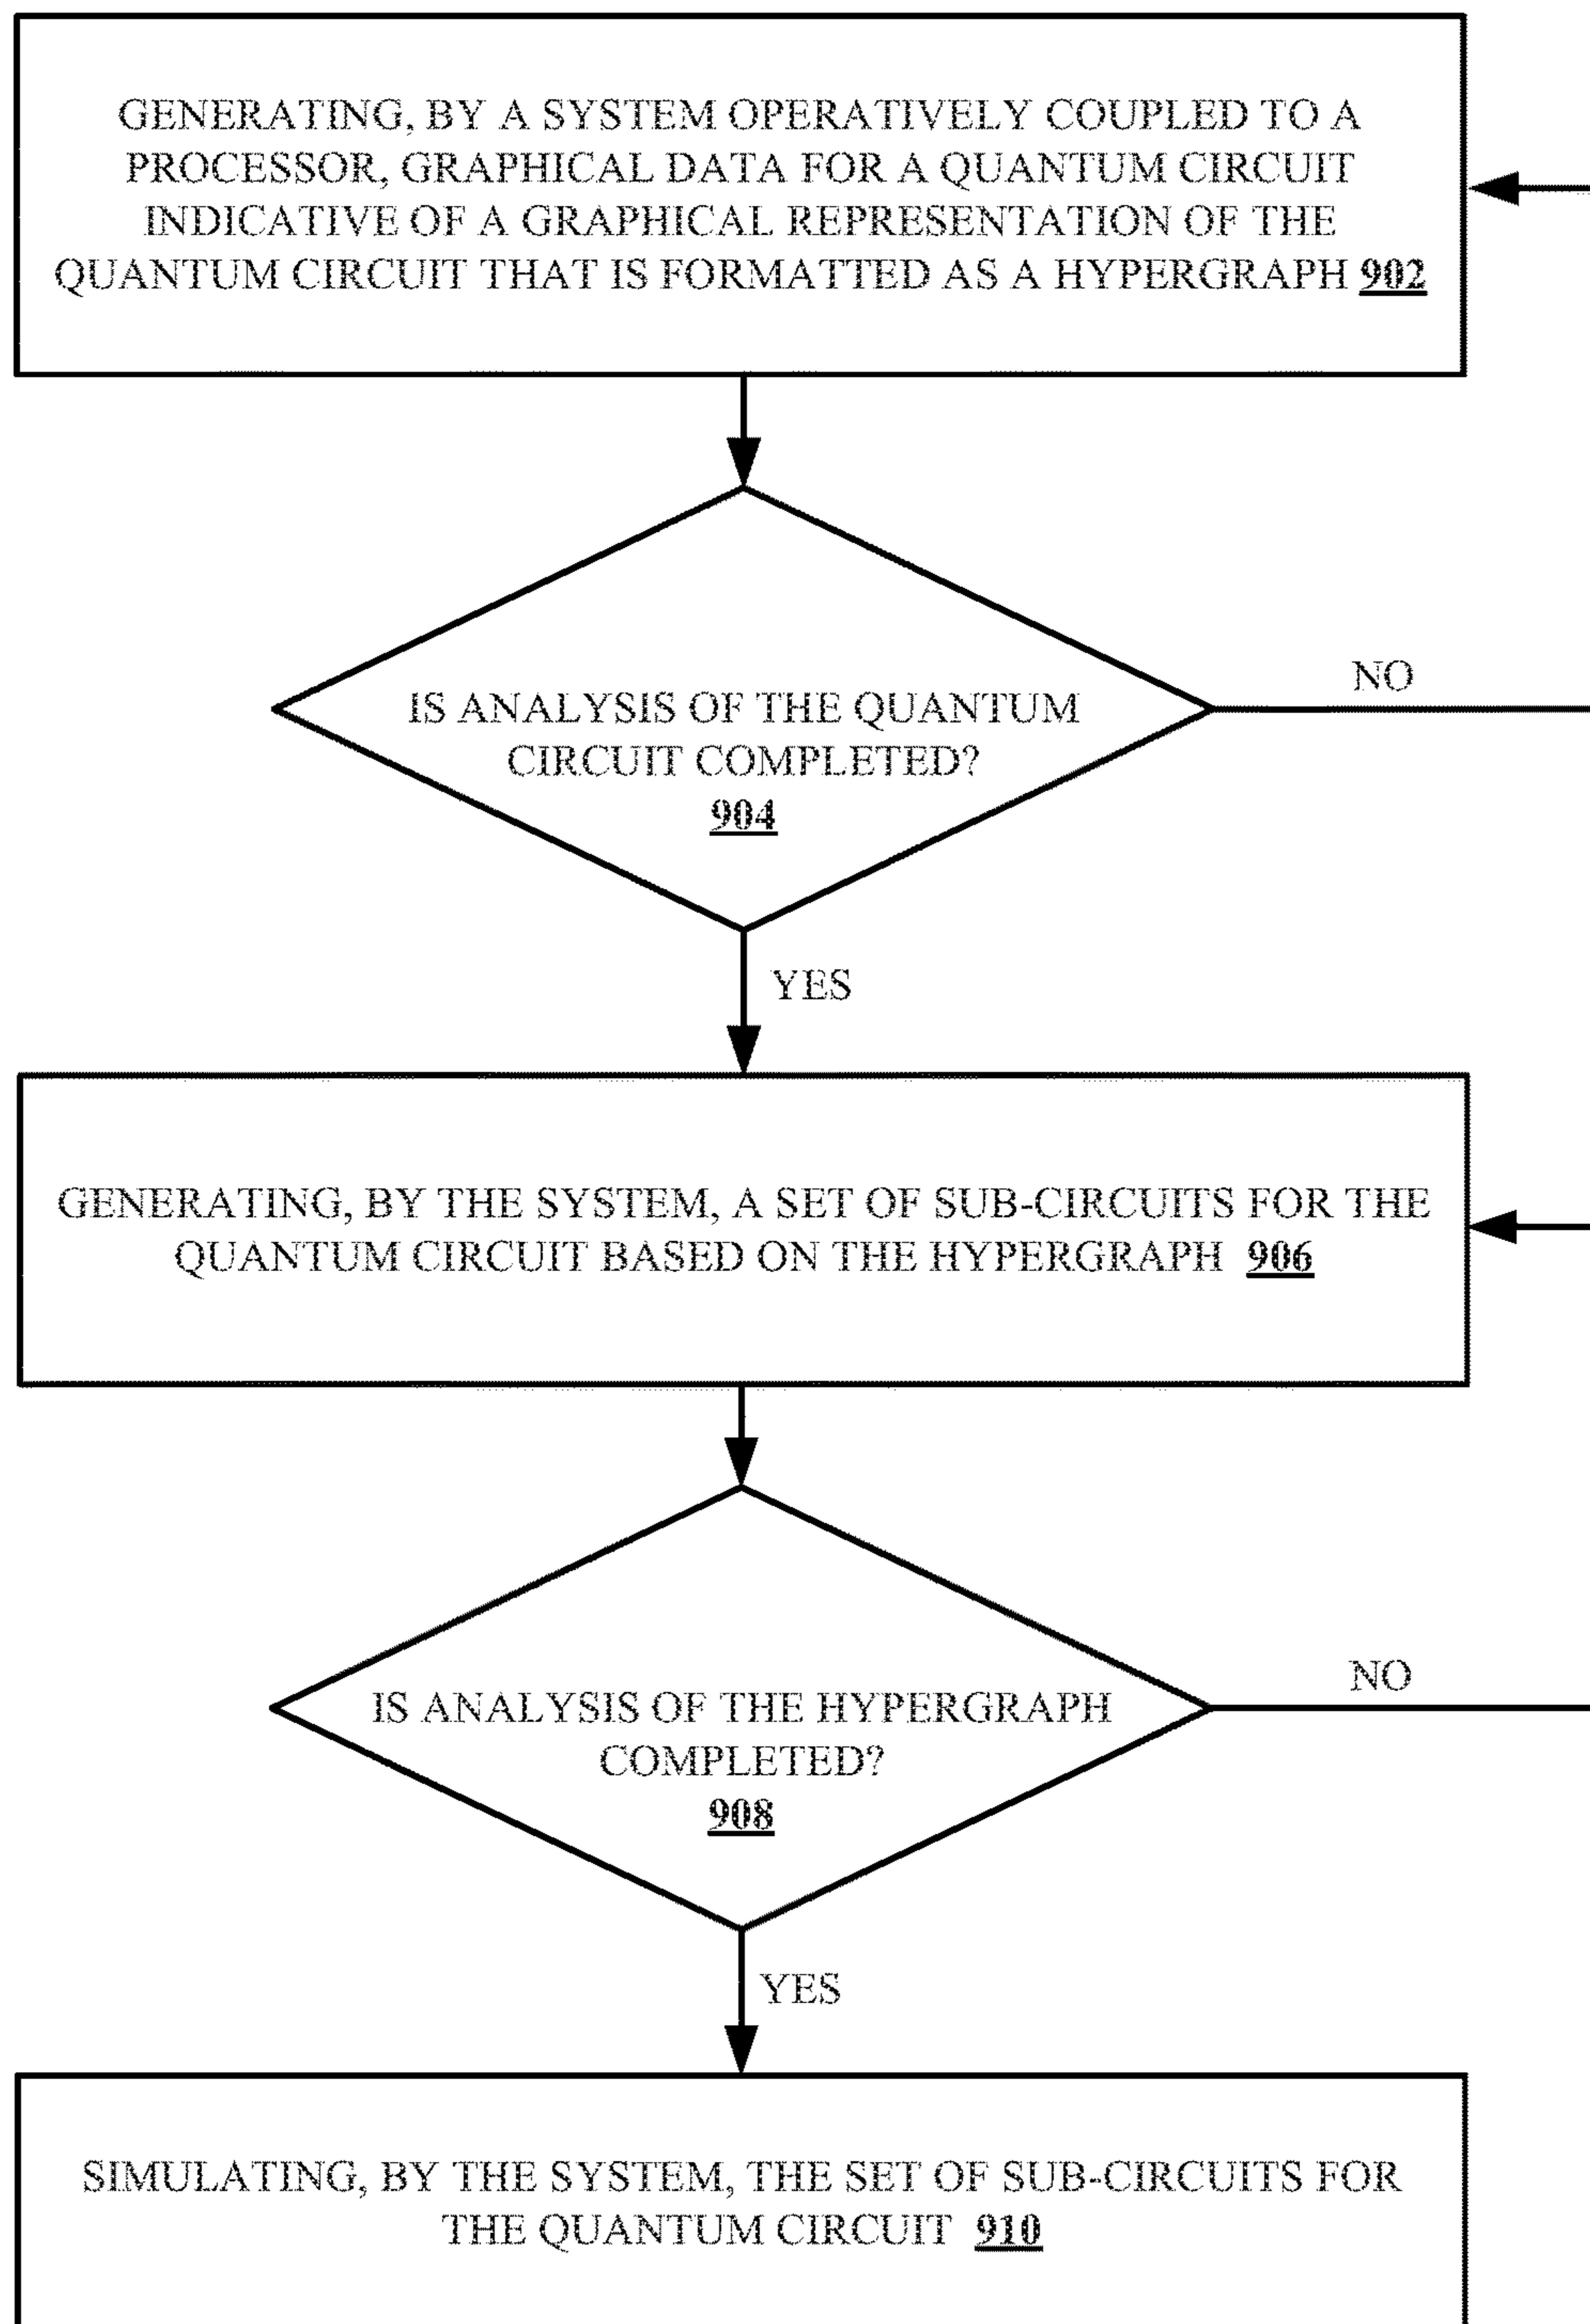 GENERATING, BY A SYSTEM OPERATIVELY COUPLED TO A
PROCESSOR, GRAPHICAL DATA FOR A QUANTUM CIRCUIT
INDICATIVE OF A GRAPHICAL REPRESENTATION OF THE
QUANTUM CIRCUIT THAT IS FORMATTED AS A HYPERGRAPH 902
IS ANALYSIS OF THE QUANTUM
CIRCUIT COMPLETED?
904
NO
YES
GENERATING, BY THE SYSTEM, A SET OF SUB-CIRCUITS FOR THE
QUANTUM CIRCUIT BASED ON THE HYPERGRAPH 906
IS ANALYSIS OF THE HYPERGRAPH
COMPLETED?
908
NO
YES
SIMULATING, BY THE SYSTEM, THE SET OF SUB-CIRCUITS FOR
THE QUANTUM CIRCUIT 910